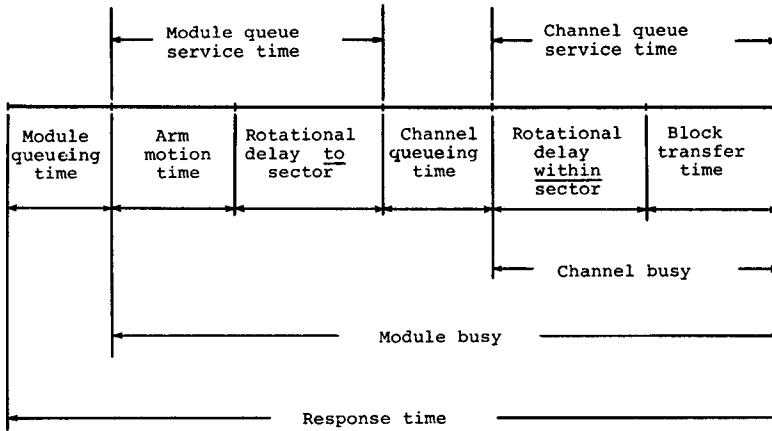 Module queue
service time
Channel queue
service time
Module
queueing
time
Arm
motion
time
Rotational
delay to
sector
Channel
queueing
time
Rotational
delay
within
sector
Block
transfer
time
Channel busy
Module busy
Response time